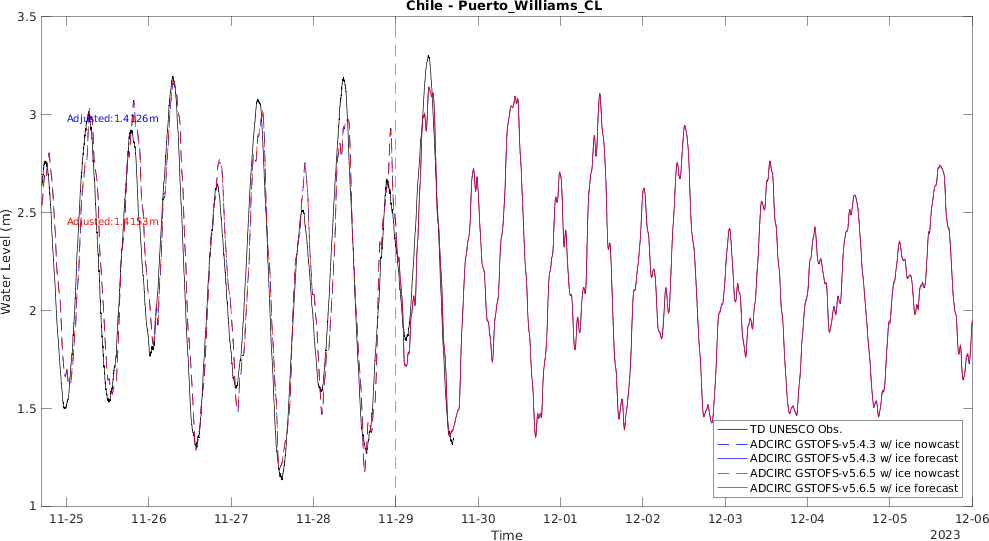 Chile - Puerto_Williams_CL
Water Level (m)
3.5
3
2.5
2
1.5
1
Adjusted:1.4126m
Adjusted:1.4153m
TD UNESCO Obs.
ADCIRC GSTOFS-v5.4.3 w/ ice nowcast
ADCIRC GSTOFS-v5.4.3 w/ ice forecast
ADCIRC GSTOFS-v5.6.5 w/ ice nowcast
ADCIRC GSTOFS-v5.6.5 w/ ice forecast
11-25 11-26 11-27 11-28 11-29 11-30 12-01 12-02 12-03 12-04 12-05 12-06
Time
2023